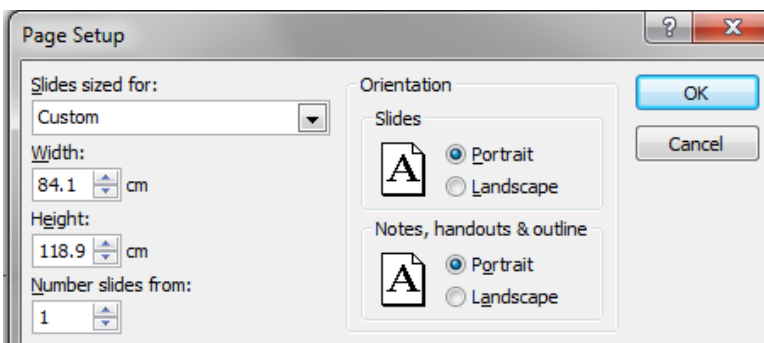 Page Setup
Slides sized for:
Custom
Width:
84.1 cm
Height:
118.9 cm
Number slides from:
1
Orientation
Slides
A
Portrait
Landscape
Notes, handouts & outline
A
Portrait
Landscape
OK
Cancel